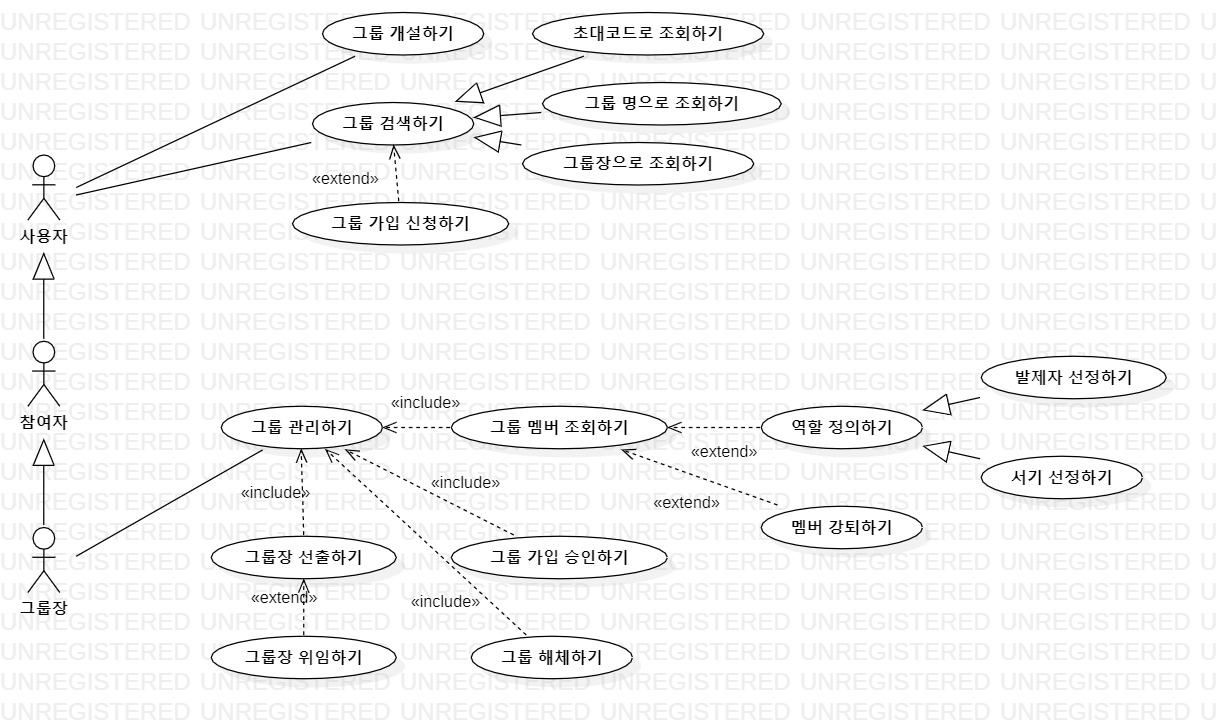 그룹 개설하기
초대코드로 조회하기
그룹 명으로 조회하기
그룹 검색하기
그룹장으로 조회하기
«extend»
그룹 가입 신청하기
사용자
발제자 선정하기
«include»
참여자
그룹 관리하기
그룹 멤버 조회하기
역할 정의하기
«extend»
서기 선정하기
«include»
«include»
«extend»
멤버 강퇴하기
그룹장 선출하기
그룹 가입 승인하기
«extend»
«include»
그룹장
그룹장 위임하기
그룹 해체하기
UNREGISTERED